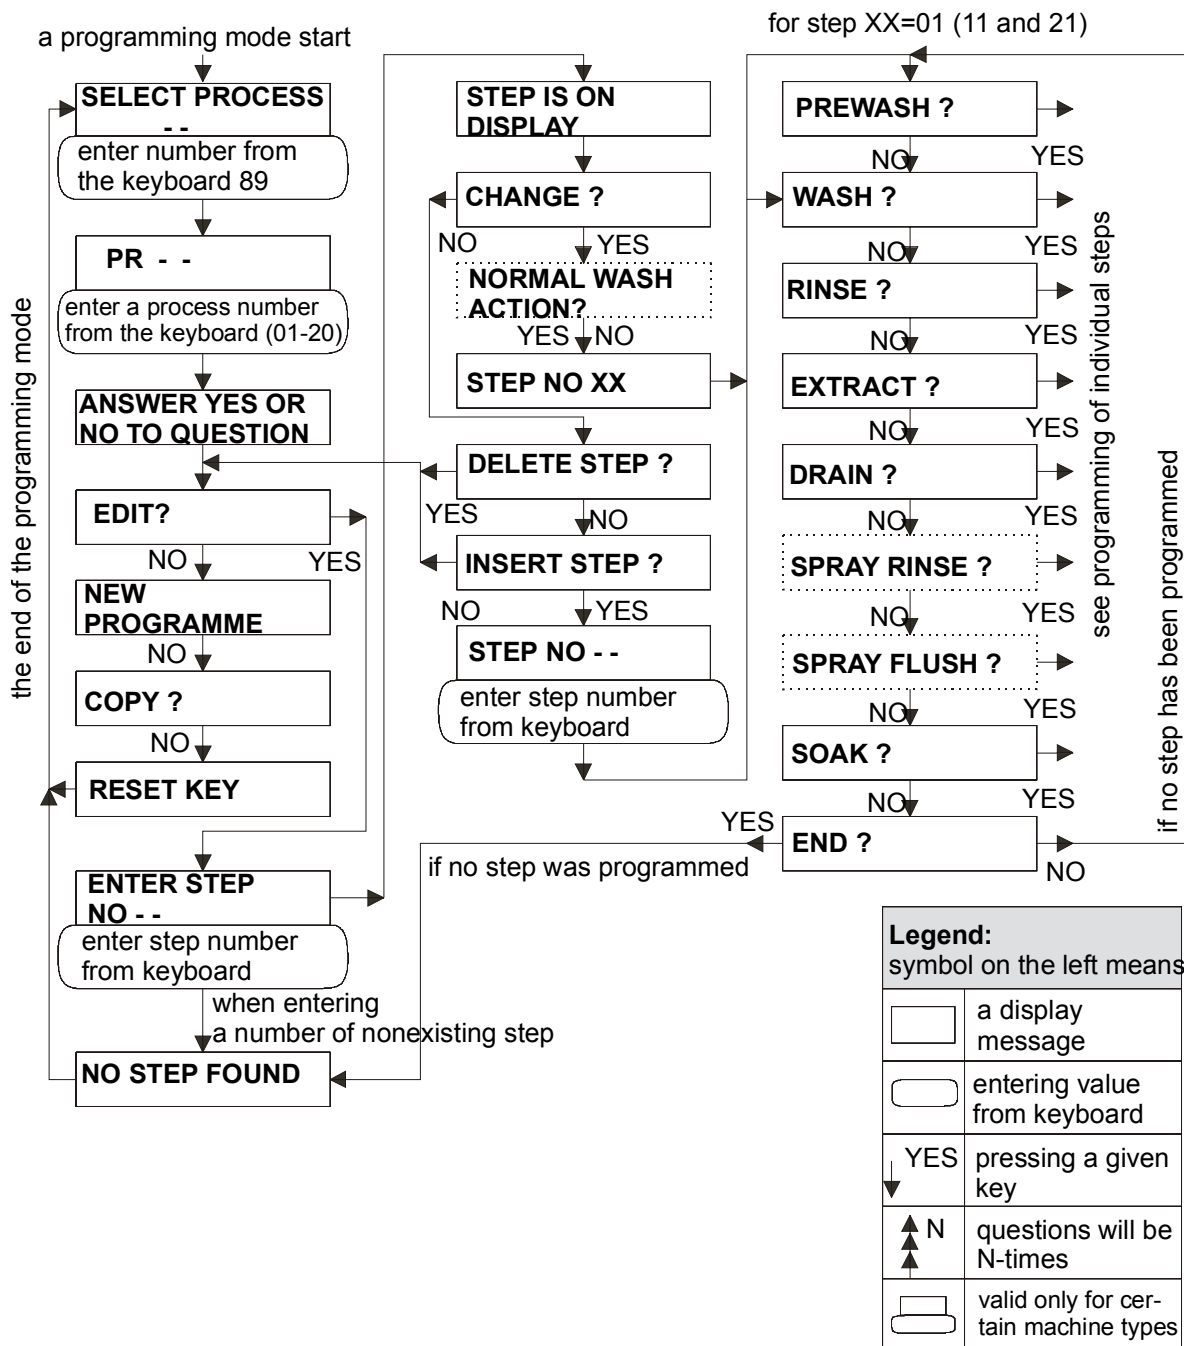 for step XX=01 (11 and 21)
a programming mode start
SELECT PROCESS
- -
enter number from
the keyboard 89
PR - -
enter a process number
from the keyboard (01-20)
ANSWER YES OR
NO TO QUESTION
EDIT?
NO
YES
NEW
PROGRAMME
NO
COPY ?
NO
RESET KEY
ENTER STEP
NO - -
enter step number
from keyboard
when entering
a number of nonexisting step
NO STEP FOUND
the end of the programming mode
STEP IS ON
DISPLAY
CHANGE ?
NO
YES
NORMAL WASH
ACTION?
YES
NO
STEP NO XX
DELETE STEP ?
YES
NO
INSERT STEP ?
NO
YES
STEP NO - -
enter step number
from keyboard
PREWASH ?
NO
YES
WASH ?
NO
YES
RINSE ?
NO
YES
EXTRACT ?
NO
YES
DRAIN ?
NO
YES
SPRAY RINSE ?
NO
YES
SPRAY FLUSH ?
NO
YES
SOAK ?
NO
YES
END ?
YES
NO
if no step was programmed
see programming of individual steps
if no step has been programmed
Legend:
symbol on the left means
a display
message
entering value
from keyboard
YES
pressing a given
key
N
questions will be
N-times
valid only for cer-
tain machine types